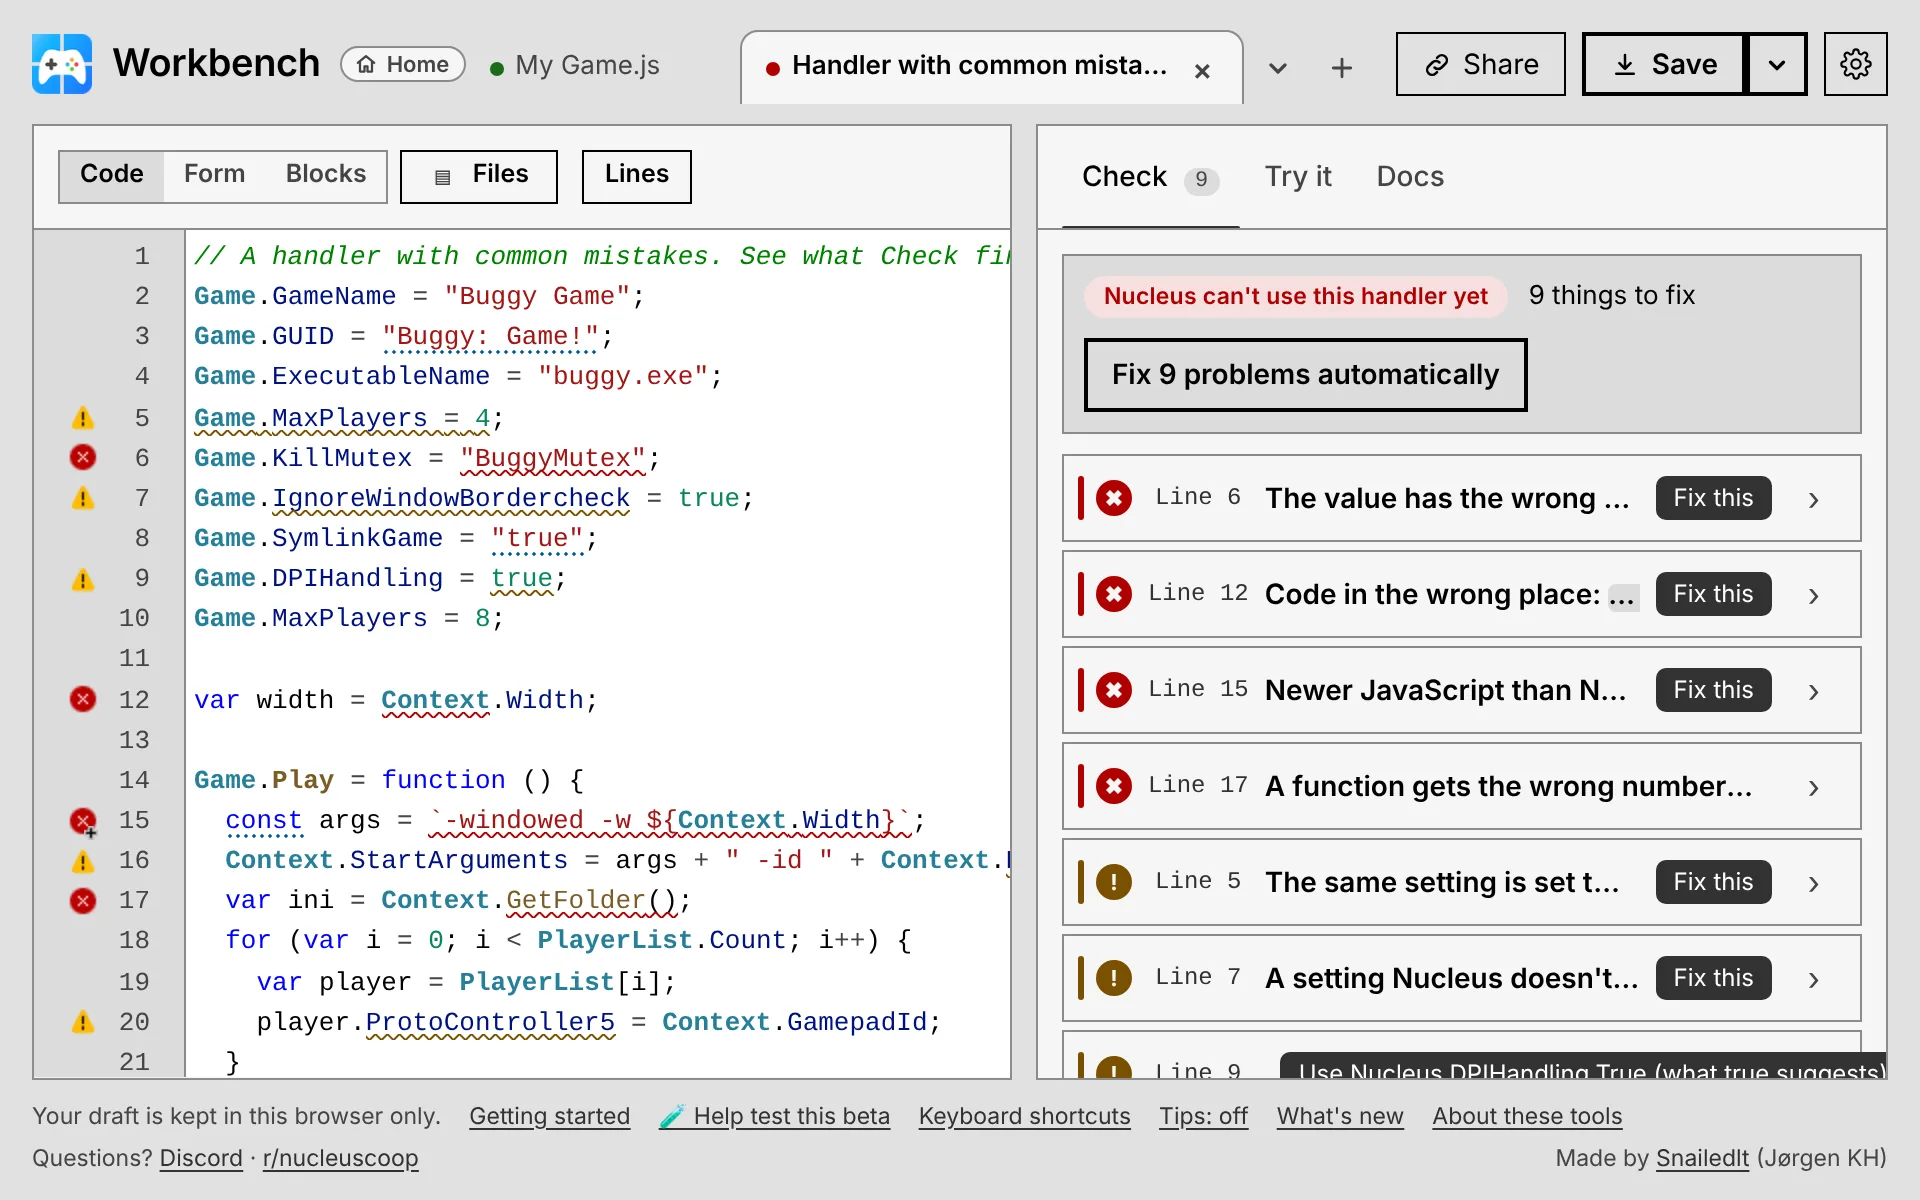 Workbench
Home
My Game.js
Handler with common mista...
Share
Save
Code
Form
Blocks
Files
Lines
1 // A handler with common mistakes. See what Check
2 Game.GameName = "Buggy Game";
3 Game.GUID = "Buggy: Game!";
4 Game.ExecutableName = "buggy.exe";
5 Game.MaxPlayers = 4;
6 Game.KillMutex = "BuggyMutex";
7 Game.IgnoreWindowBordercheck = true;
8 Game.SymlinkGame = "true";
9 Game.DPIHandling = true;
10 Game.MaxPlayers = 8;
11
12 var width = Context.Width;
13
14 Game.Play = function () {
15 const args = `-windowed -w ${Context.Width}`;
16 Context.StartArguments = args + " -id " + Context.
17 var ini = Context.GetFolder();
18 for (var i = 0; i < PlayerList.Count; i++) {
19 var player = PlayerList[i];
20 player.ProtoController5 = Context.GamepadId;
21 }
Check 9
Try it
Docs
Nucleus can't use this handler yet 9 things to fix
Fix 9 problems automatically
Line 6 The value has the wrong ... Fix this
Line 12 Code in the wrong place: ... Fix this
Line 15 Newer JavaScript than N... Fix this
Line 17 A function gets the wrong number...
Line 5 The same setting is set t... Fix this
Line 7 A setting Nucleus doesn't... Fix this
Line 9 Use Nucleus DPIHandling True (what true suggests)
Your draft is kept in this browser only. Getting started 🧪 Help test this beta Keyboard shortcuts Tips: off What's new About these tools
Questions? Discord · r/nucleuscoop
Made by SnailedIt (Jørgen KH)